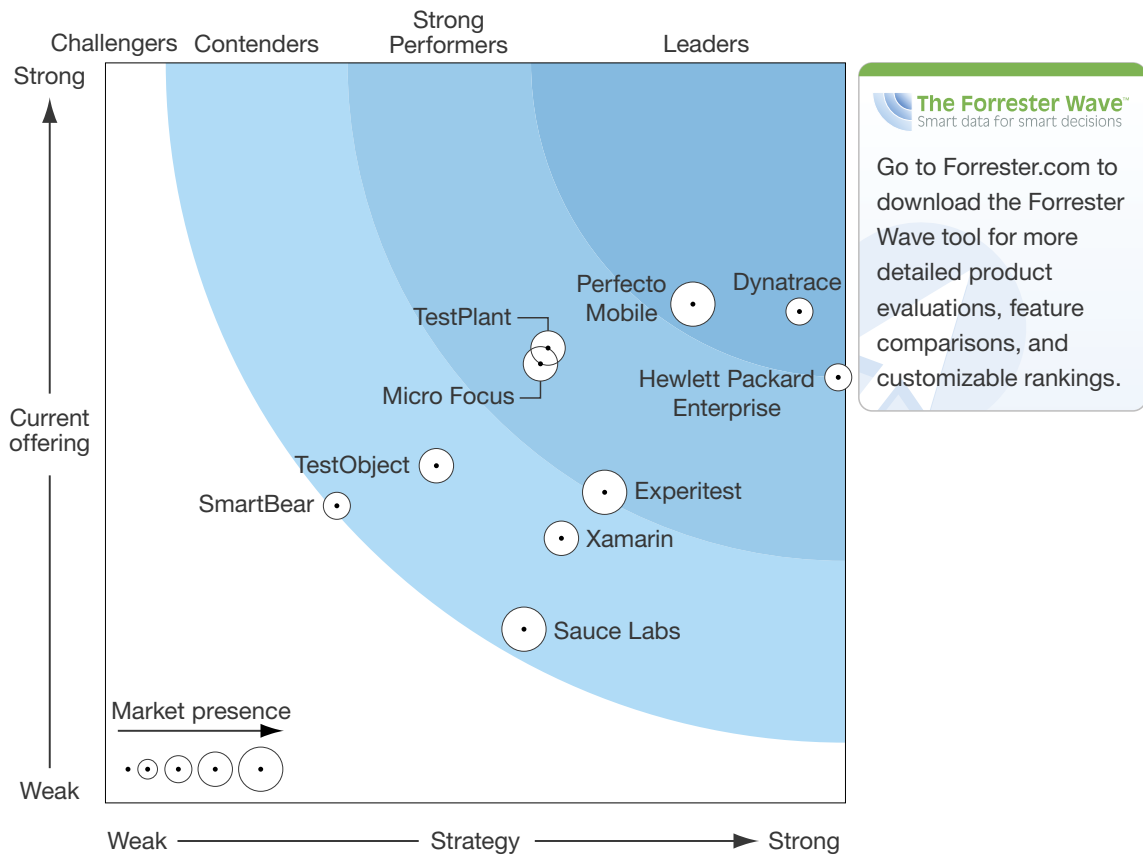 Strong
Performers
Challengers
Contenders
Leaders
Strong
The Forrester Wave™
Smart data for smart decisions
Go to Forrester.com to
download the Forrester
Wave tool for more
detailed product
evaluations, feature
comparisons, and
customizable rankings.
Perfecto
Mobile
Dynatrace
TestPlant
Hewlett Packard
Enterprise
Micro Focus
Current
offering
TestObject
SmartBear
Experitest
Xamarin
Sauce Labs
Market presence
Weak
Weak
Strategy
Strong